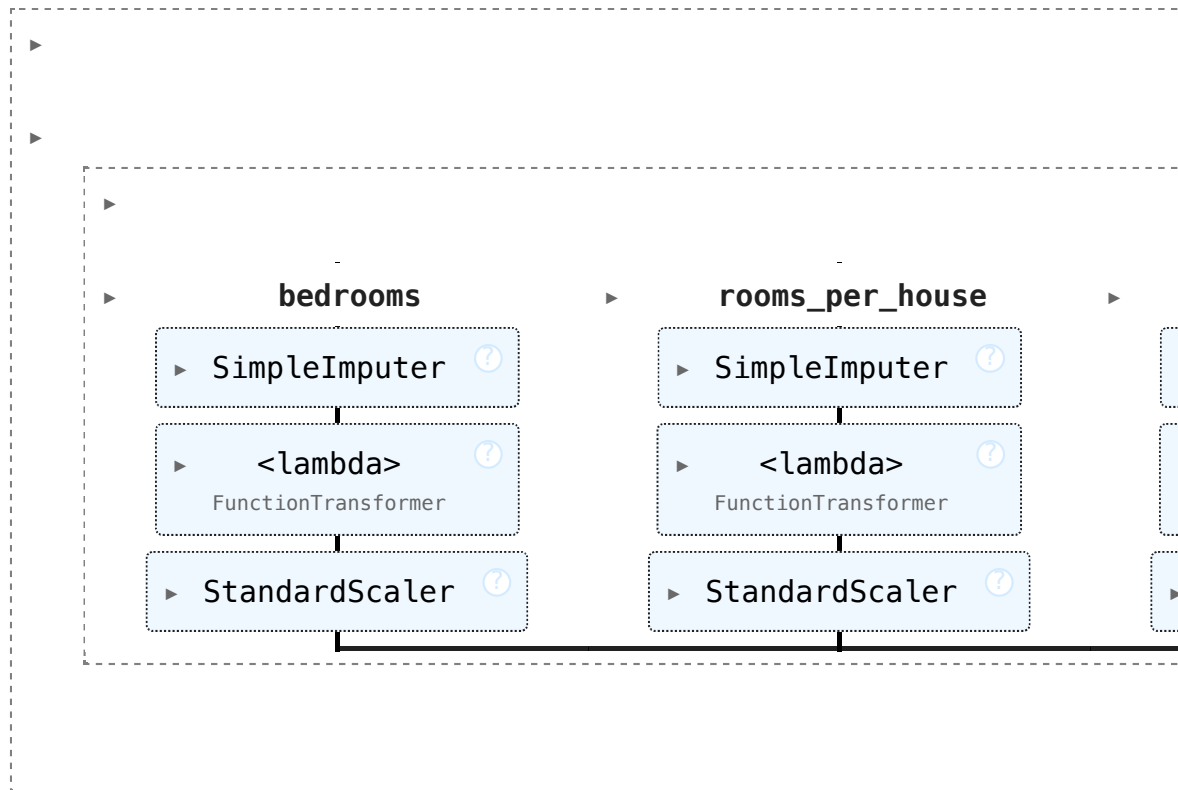 bedrooms rooms_per_house
SimpleImputer ? SimpleImputer ?
<lambda> ? <lambda> ?
FunctionTransformer FunctionTransformer
StandardScaler ? StandardScaler ?